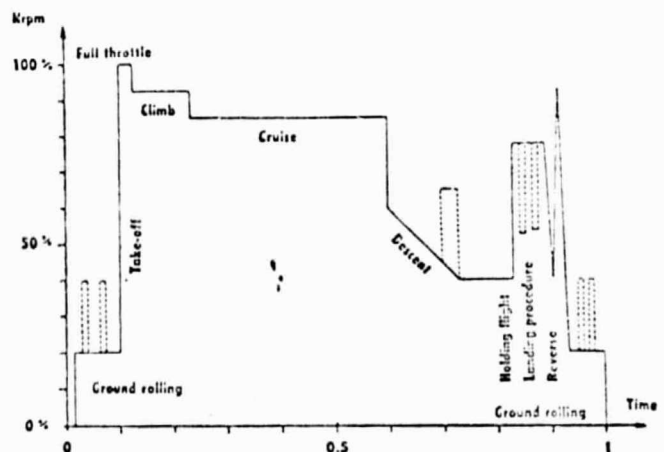 Krpm
Full throttle
100 %
Climb
Cruise
50 %
Take-off
Descent
Holding flight
Landing procedure
Reverse
Ground rolling
Ground rolling
Time
0 %
0
0.5
1